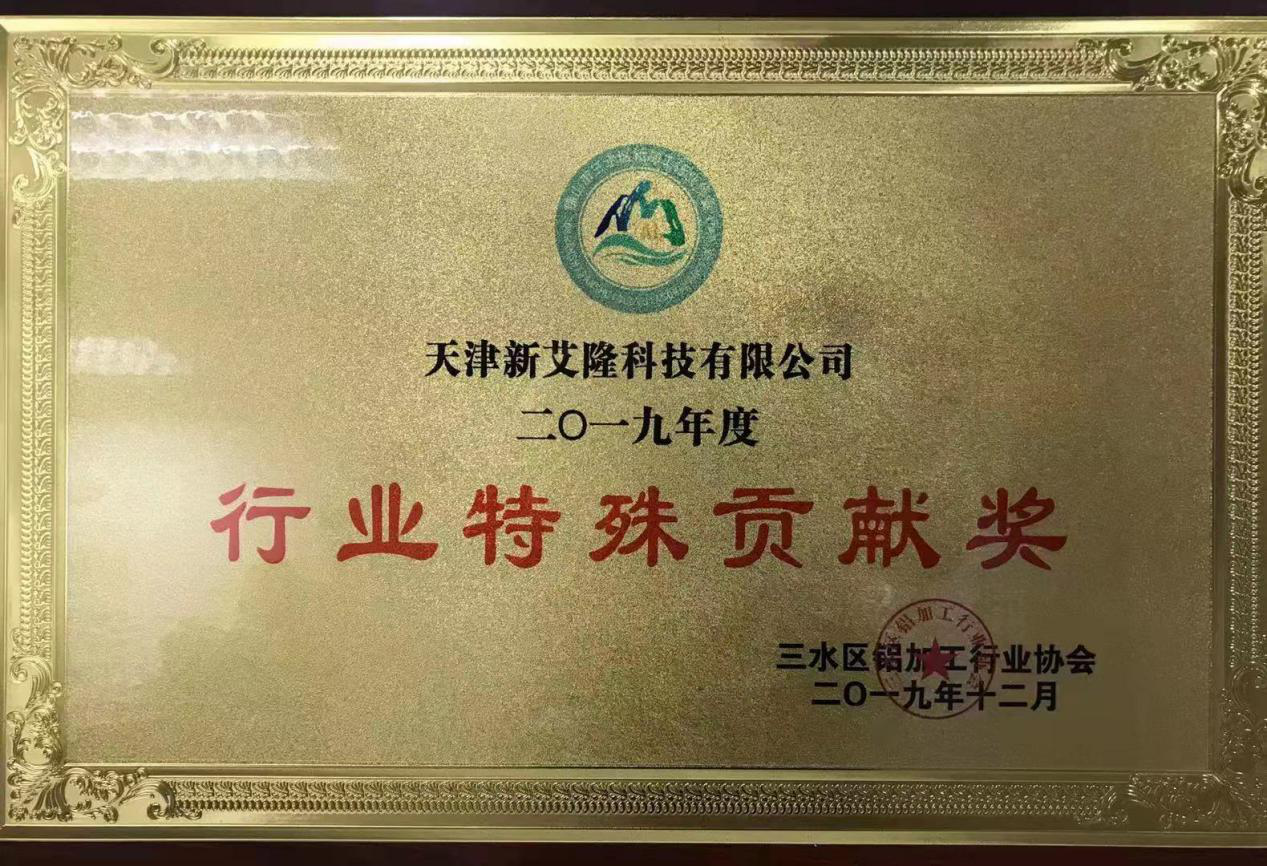 天津新艾隆科技有限公司
二〇一九年度
行业特殊贡献奖
三水区铝加工行业协会
二〇一九年十二月